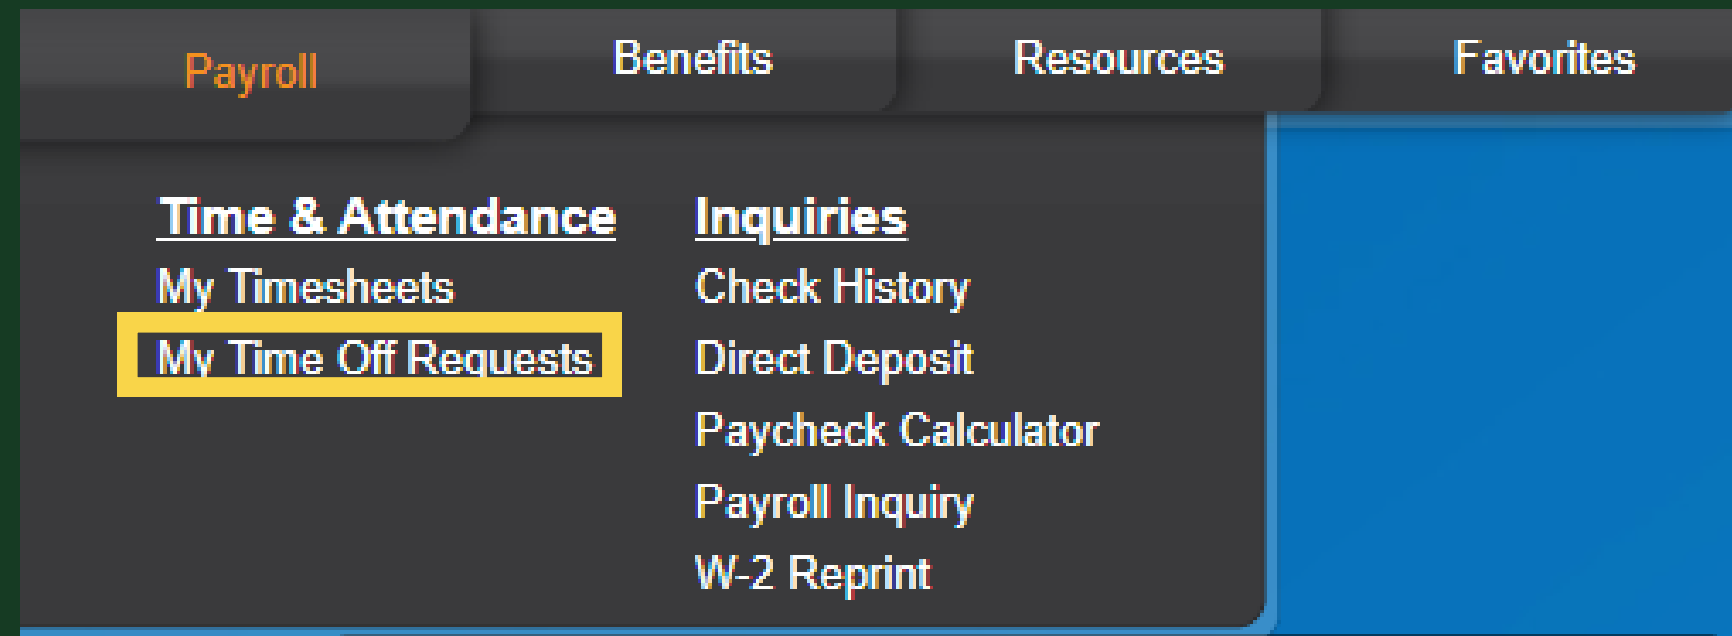 Payroll
Benefits
Resources
Favorites
Time & Attendance
My Timesheets
My Time Off Requests
Inquiries
Check History
Direct Deposit
Paycheck Calculator
Payroll Inquiry
W-2 Reprint